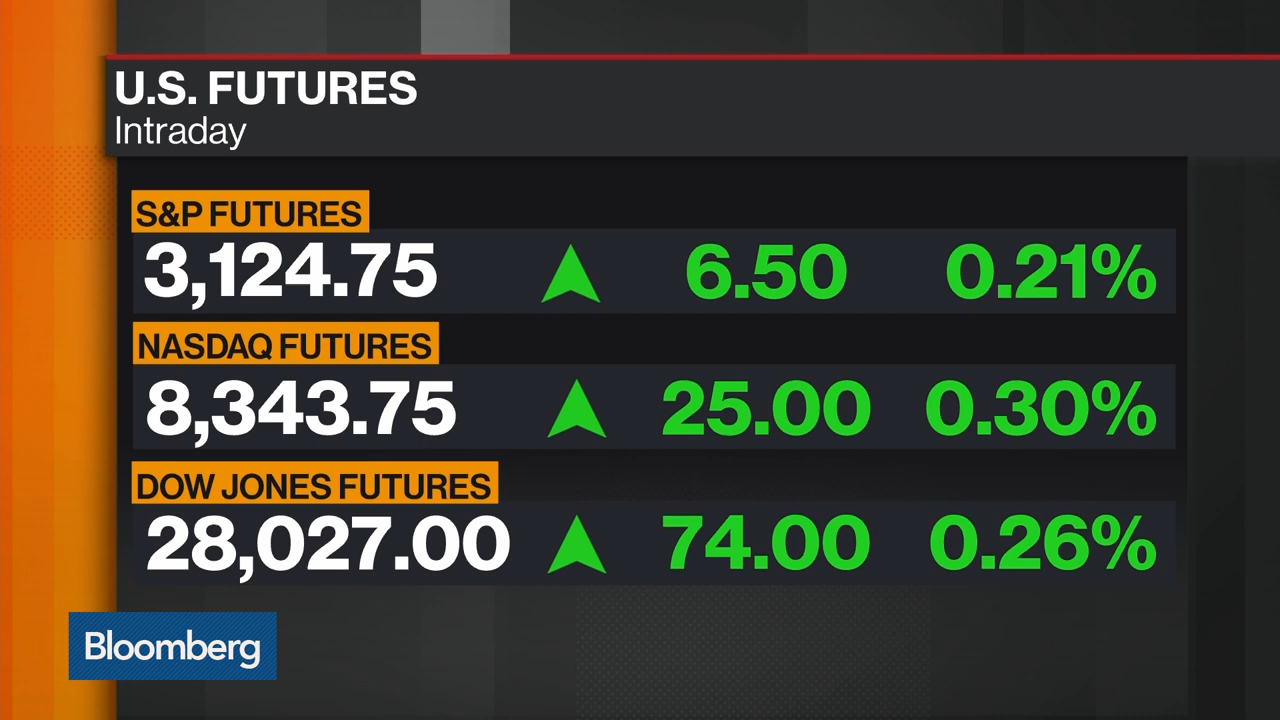 U.S. FUTURES
Intraday
S&P FUTURES
3,124.75 ▲ 6.50 0.21%
NASDAQ FUTURES
8,343.75 ▲ 25.00 0.30%
DOW JONES FUTURES
28,027.00 ▲ 74.00 0.26%
Bloomberg